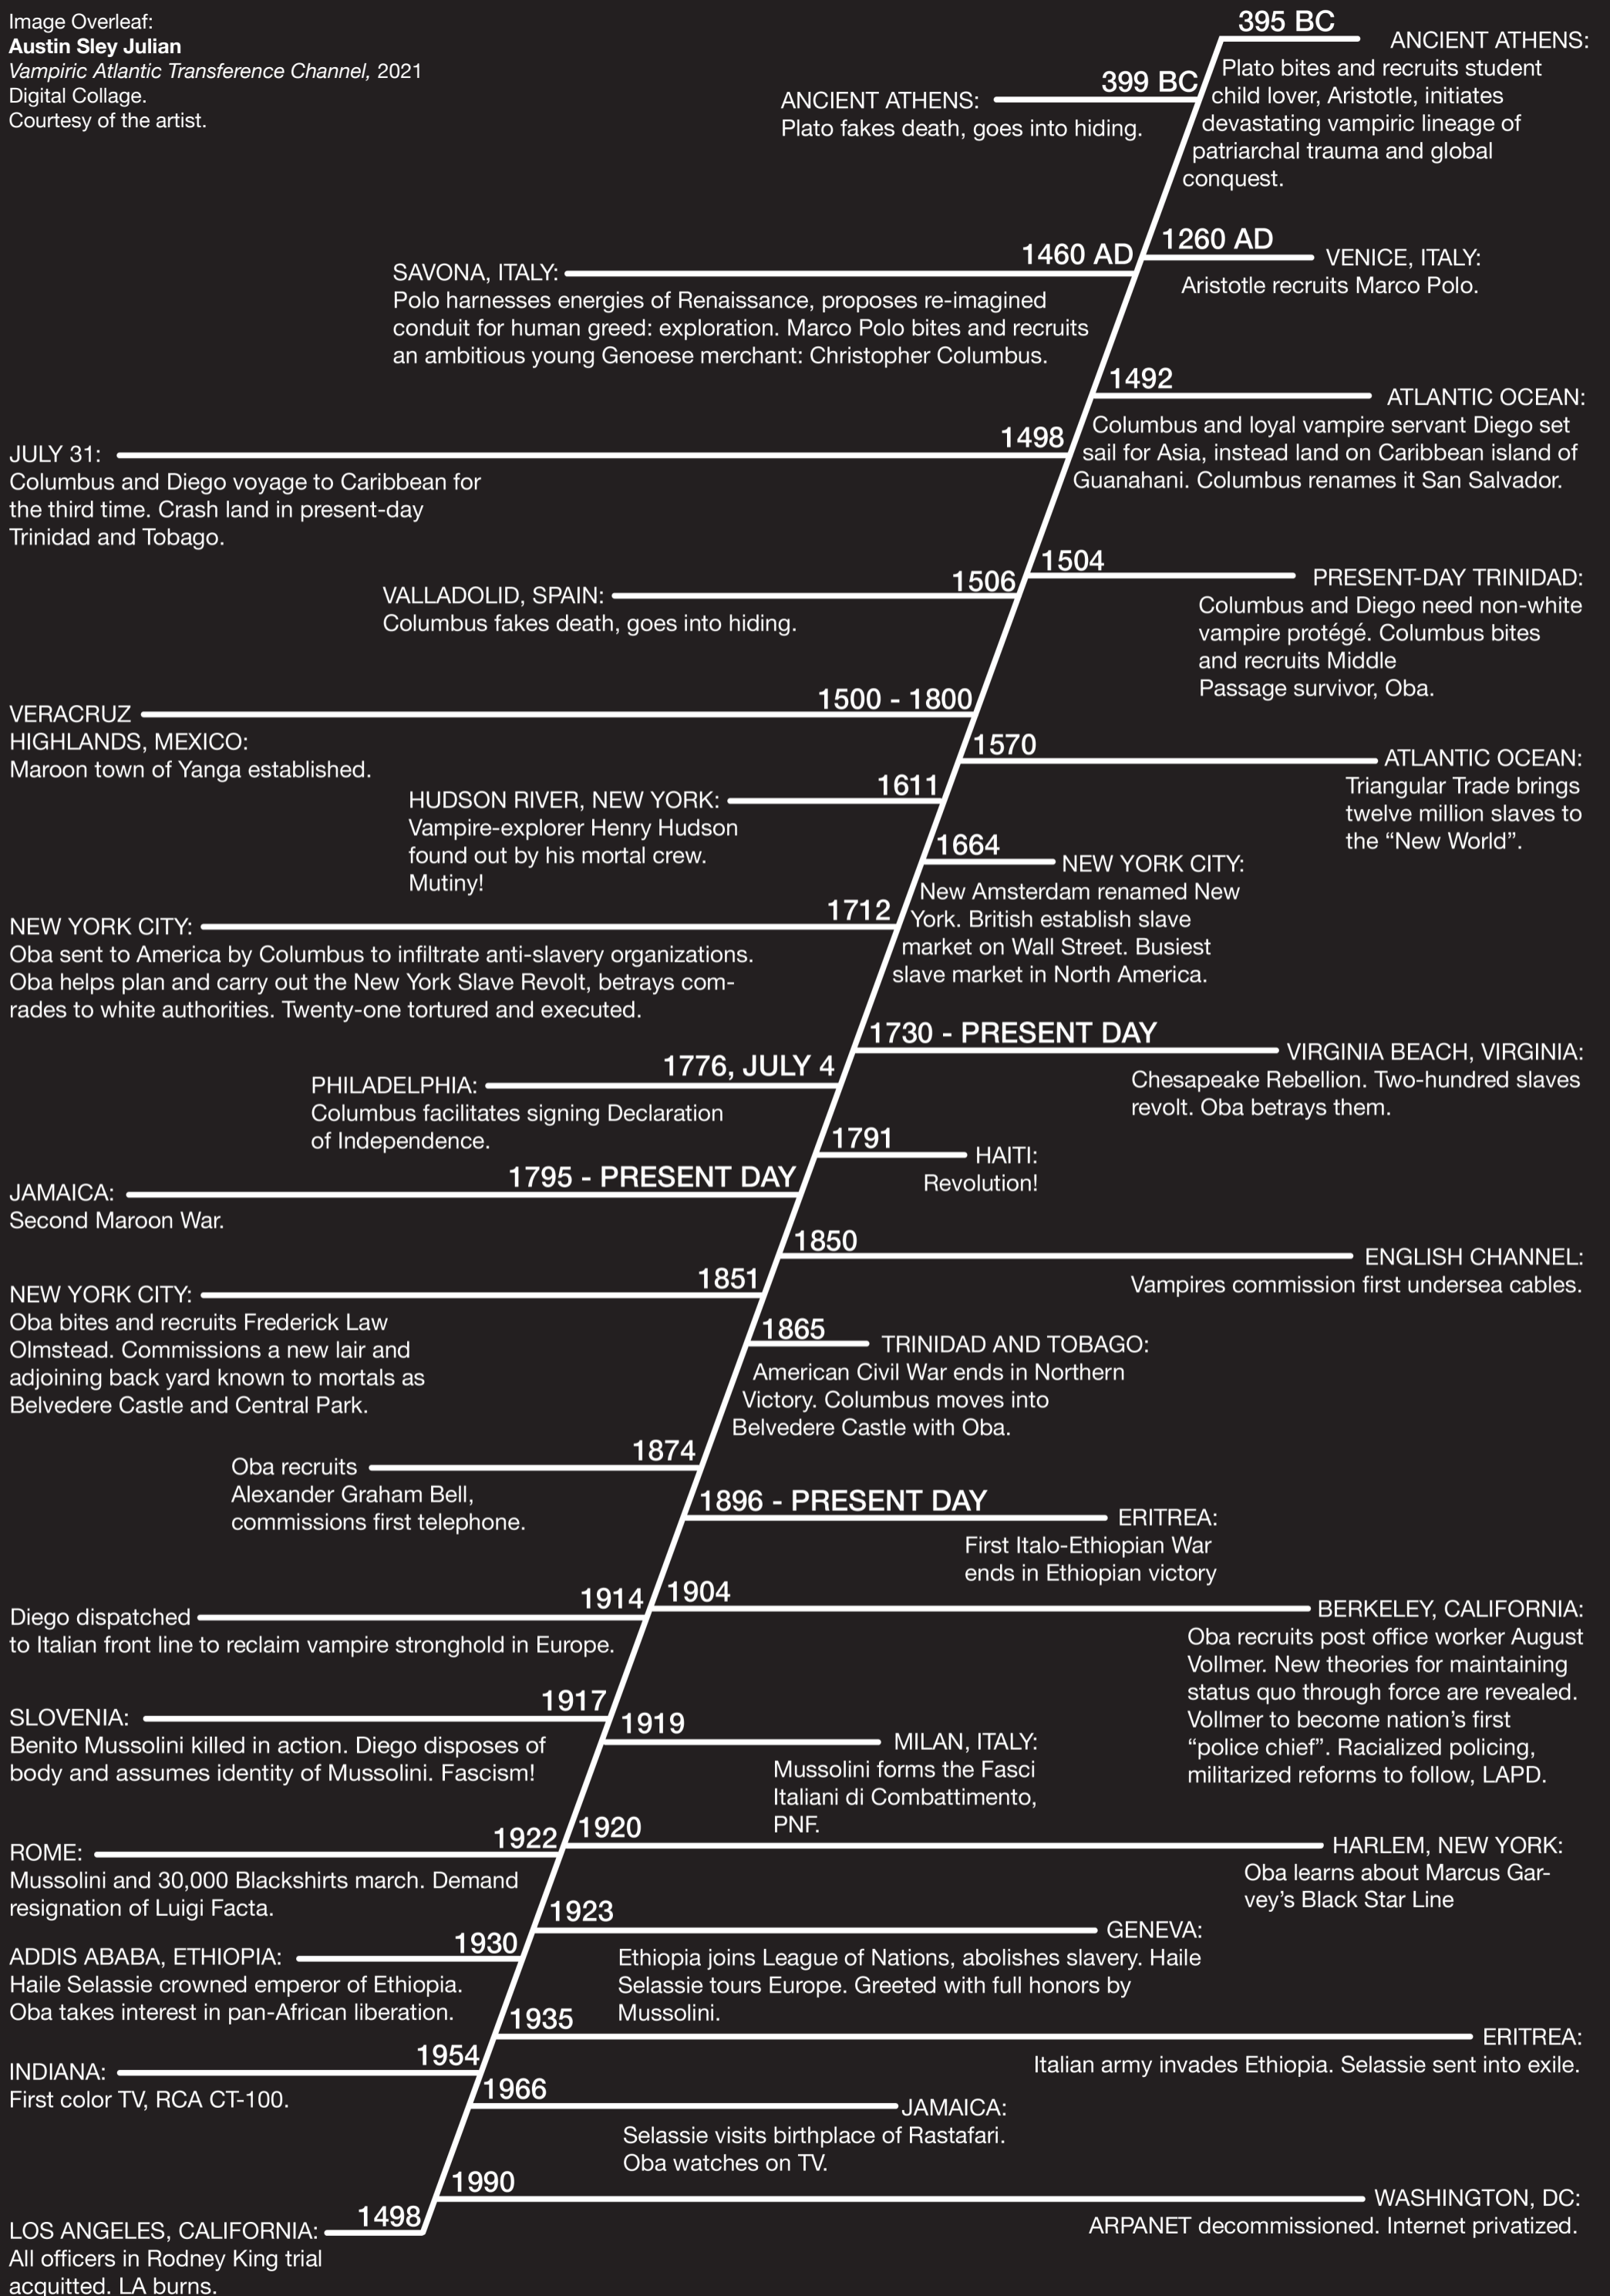 Image Overleaf:
Austin Sley Julian
Vampiric Atlantic Transference Channel, 2021
Digital Collage.
Courtesy of the artist.
395 BC
ANCIENT ATHENS:
Plato bites and recruits student
child lover, Aristotle, initiates
devastating vampiric lineage of
patriarchal trauma and global
conquest.
399 BC
ANCIENT ATHENS:
Plato fakes death, goes into hiding.
1260 AD
VENICE, ITALY:
Aristotle recruits Marco Polo.
1460 AD
SAVONA, ITALY:
Polo harnesses energies of Renaissance, proposes re-imagined
conduit for human greed: exploration. Marco Polo bites and recruits
an ambitious young Genoese merchant: Christopher Columbus.
1492
ATLANTIC OCEAN:
Columbus and loyal vampire servant Diego set
sail for Asia, instead land on Caribbean island of
Guanahani. Columbus renames it San Salvador.
1498
JULY 31:
Columbus and Diego voyage to Caribbean for
the third time. Crash land in present-day
Trinidad and Tobago.
1504
PRESENT-DAY TRINIDAD:
Columbus and Diego need non-white
vampire protégé. Columbus bites
and recruits Middle
Passage survivor, Oba.
1506
VALLADOLID, SPAIN:
Columbus fakes death, goes into hiding.
1500 - 1800
VERACRUZ
HIGHLANDS, MEXICO:
Maroon town of Yanga established.
1570
ATLANTIC OCEAN:
Triangular Trade brings
twelve million slaves to
the “New World”.
1611
HUDSON RIVER, NEW YORK:
Vampire-explorer Henry Hudson
found out by his mortal crew.
Mutiny!
1664
NEW YORK CITY:
New Amsterdam renamed New
York. British establish slave
market on Wall Street. Busiest
slave market in North America.
1712
NEW YORK CITY:
Oba sent to America by Columbus to infiltrate anti-slavery organizations.
Oba helps plan and carry out the New York Slave Revolt, betrays com-
rades to white authorities. Twenty-one tortured and executed.
1730 - PRESENT DAY
VIRGINIA BEACH, VIRGINIA:
Chesapeake Rebellion. Two-hundred slaves
revolt. Oba betrays them.
1776, JULY 4
PHILADELPHIA:
Columbus facilitates signing Declaration
of Independence.
1791
HAITI:
Revolution!
1795 - PRESENT DAY
JAMAICA:
Second Maroon War.
1850
ENGLISH CHANNEL:
Vampires commission first undersea cables.
1851
NEW YORK CITY:
Oba bites and recruits Frederick Law
Olmstead. Commissions a new lair and
adjoining back yard known to mortals as
Belvedere Castle and Central Park.
1865
TRINIDAD AND TOBAGO:
American Civil War ends in Northern
Victory. Columbus moves into
Belvedere Castle with Oba.
1874
Oba recruits
Alexander Graham Bell,
commissions first telephone.
1896 - PRESENT DAY
ERITREA:
First Italo-Ethiopian War
ends in Ethiopian victory
1904
BERKELEY, CALIFORNIA:
Oba recruits post office worker August
Vollmer. New theories for maintaining
status quo through force are revealed.
Vollmer to become nation’s first
“police chief”. Racialized policing,
militarized reforms to follow, LAPD.
1914
Diego dispatched
to Italian front line to reclaim vampire stronghold in Europe.
1917
SLOVENIA:
Benito Mussolini killed in action. Diego disposes of
body and assumes identity of Mussolini. Fascism!
1919
MILAN, ITALY:
Mussolini forms the Fasci
Italiani di Combattimento,
PNF.
1920
HARLEM, NEW YORK:
Oba learns about Marcus Gar-
vey’s Black Star Line
1922
ROME:
Mussolini and 30,000 Blackshirts march. Demand
resignation of Luigi Facta.
1923
GENEVA:
Ethiopia joins League of Nations, abolishes slavery. Haile
Selassie tours Europe. Greeted with full honors by
Mussolini.
1930
ADDIS ABABA, ETHIOPIA:
Haile Selassie crowned emperor of Ethiopia.
Oba takes interest in pan-African liberation.
1935
ERITREA:
Italian army invades Ethiopia. Selassie sent into exile.
1954
INDIANA:
First color TV, RCA CT-100.
1966
JAMAICA:
Selassie visits birthplace of Rastafari.
Oba watches on TV.
1990
WASHINGTON, DC:
ARPANET decommissioned. Internet privatized.
1498
LOS ANGELES, CALIFORNIA:
All officers in Rodney King trial
acquitted. LA burns.